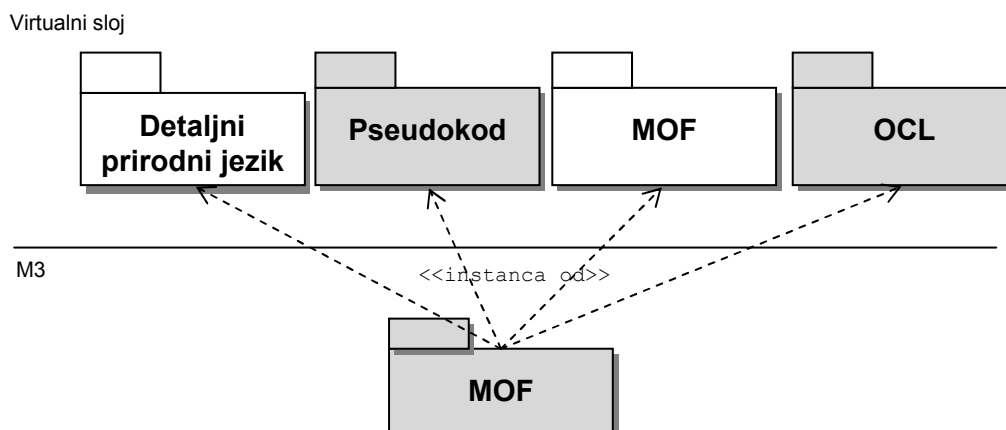 Virtualni sloj
Detaljni
prirodni jezik
Pseudokod
MOF
OCL
M3
<<instanca od>>
MOF